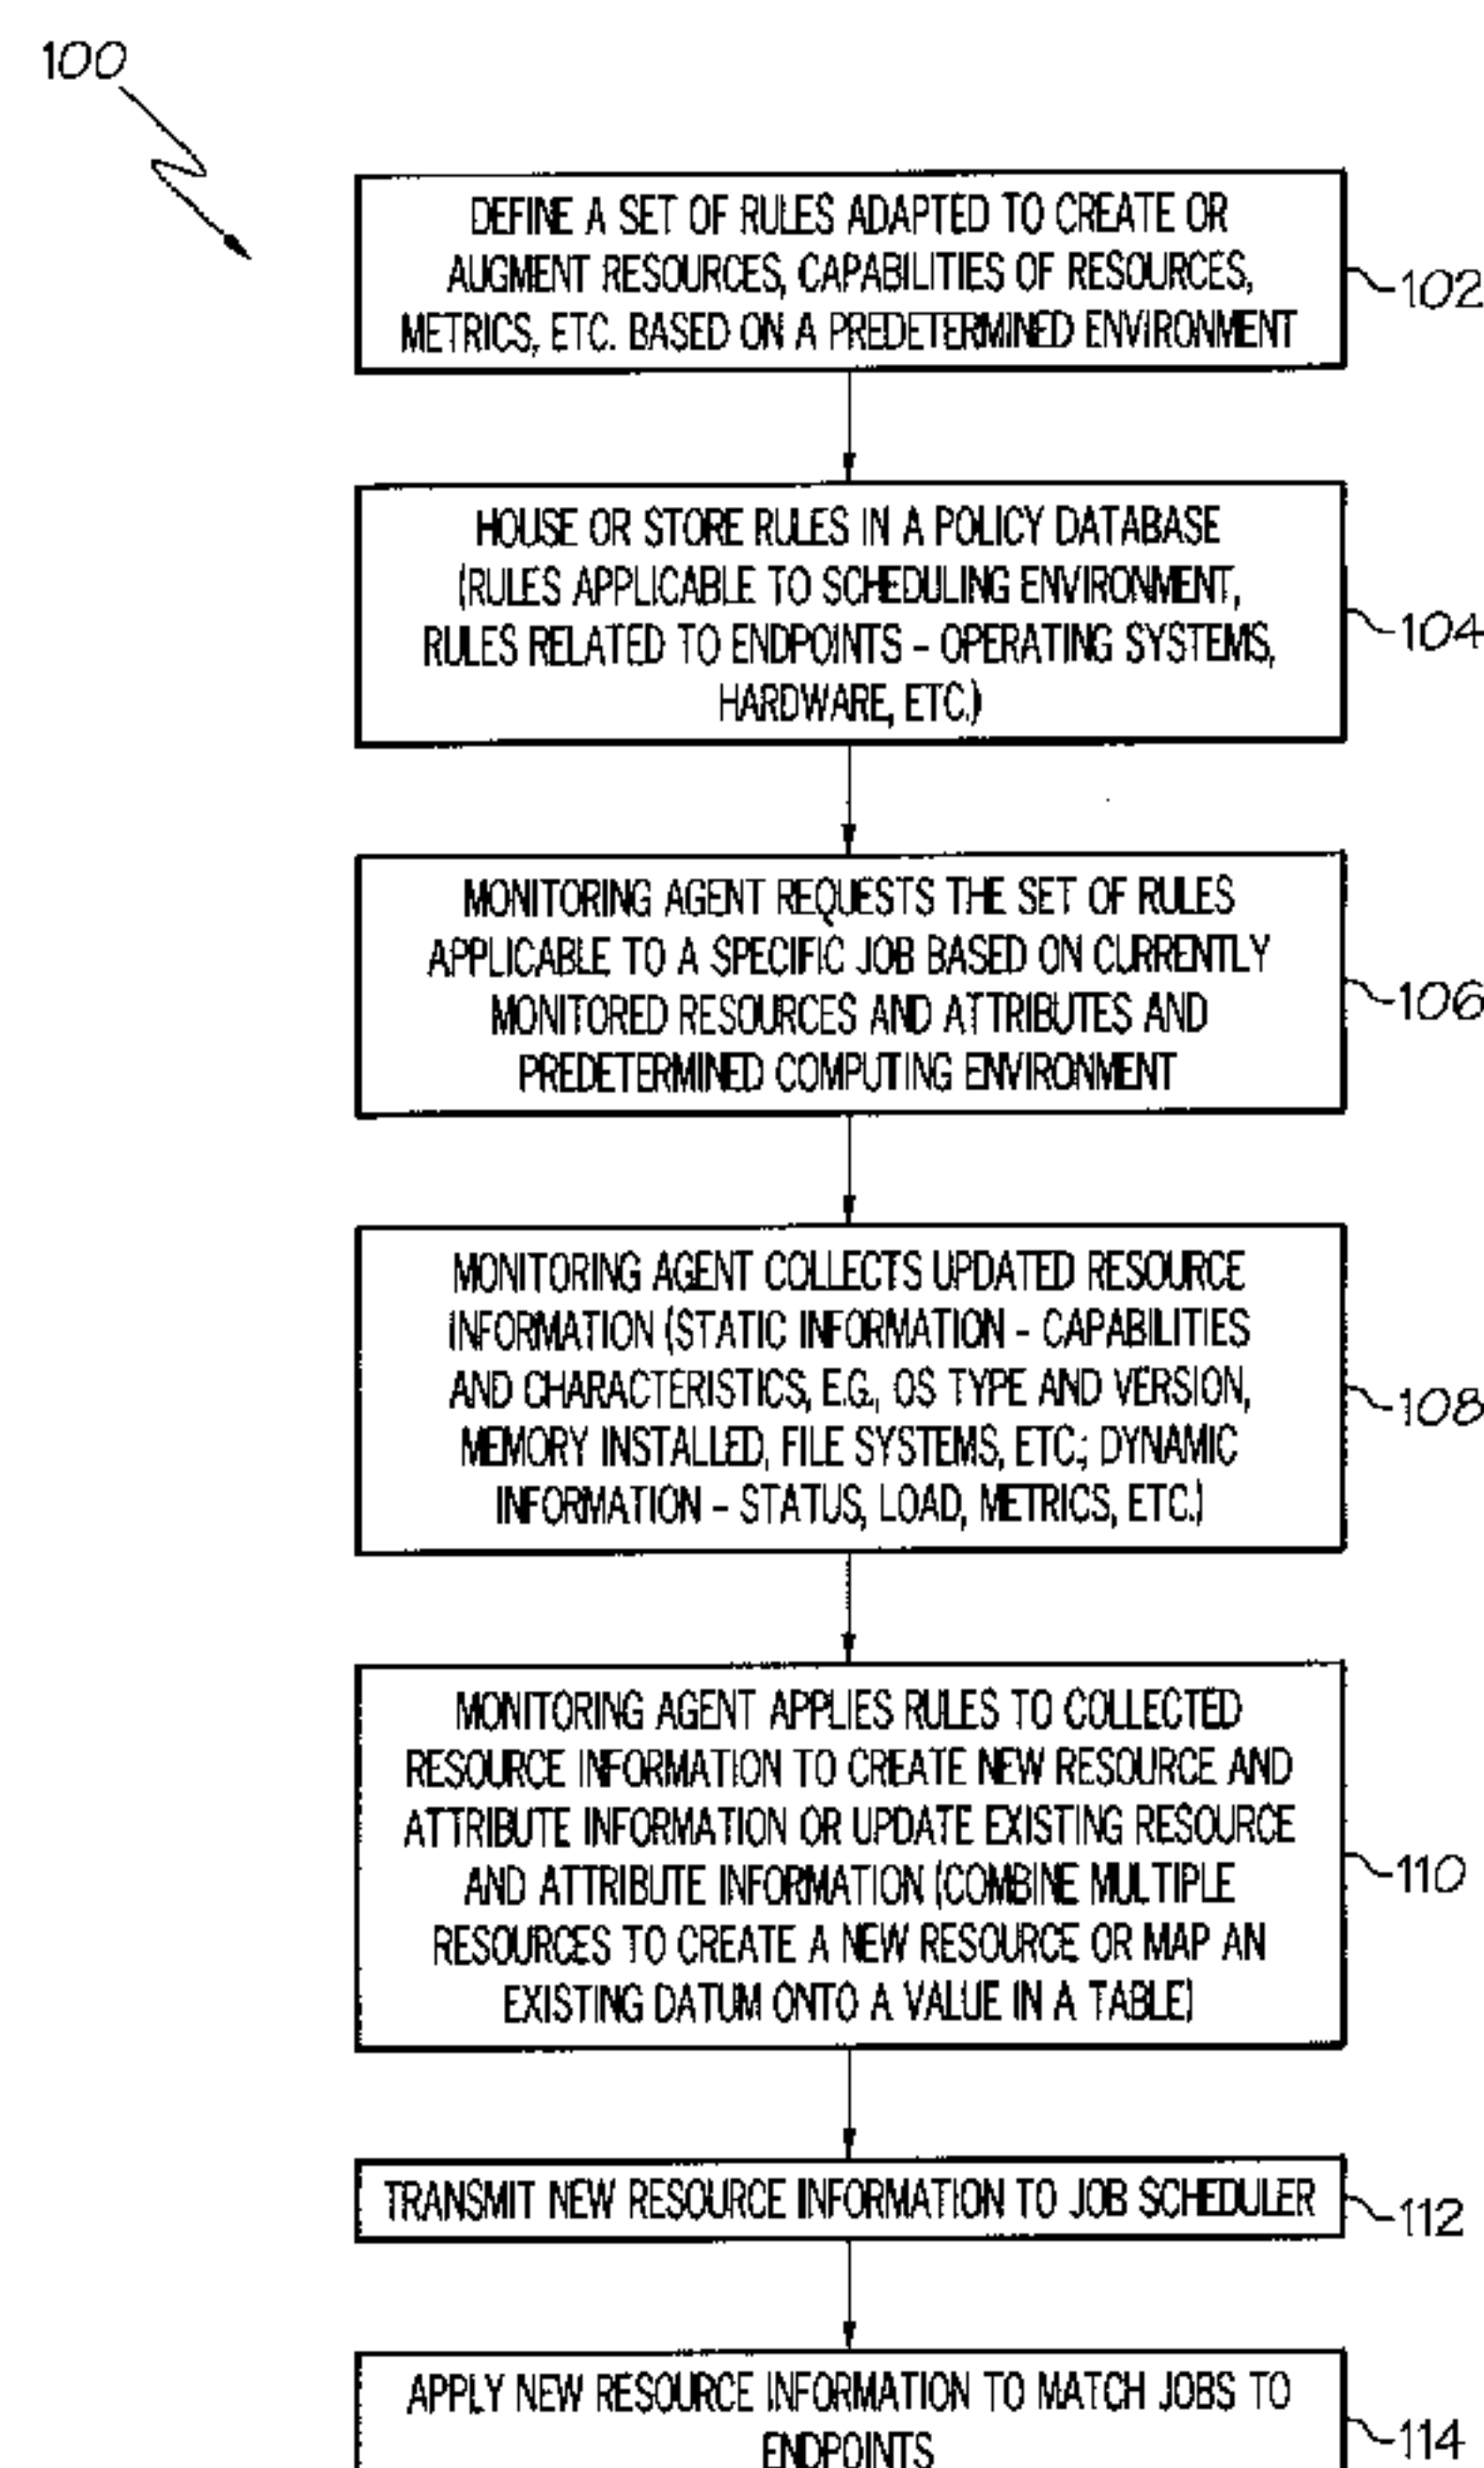 100
DEFINE A SET OF RULES ADAPTED TO CREATE OR
AUGMENT RESOURCES, CAPABILITIES OF RESOURCES,
METRICS, ETC. BASED ON A PREDETERMINED ENVIRONMENT
102
HOUSE OR STORE RULES IN A POLICY DATABASE
(RULES APPLICABLE TO SCHEDULING ENVIRONMENT,
RULES RELATED TO ENDPOINTS – OPERATING SYSTEMS,
HARDWARE, ETC.)
104
MONITORING AGENT REQUESTS THE SET OF RULES
APPLICABLE TO A SPECIFIC JOB BASED ON CURRENTLY
MONITORED RESOURCES AND ATTRIBUTES AND
PREDETERMINED COMPUTING ENVIRONMENT
106
MONITORING AGENT COLLECTS UPDATED RESOURCE
INFORMATION (STATIC INFORMATION – CAPABILITIES
AND CHARACTERISTICS, E.G., OS TYPE AND VERSION,
MEMORY INSTALLED, FILE SYSTEMS, ETC.; DYNAMIC
INFORMATION – STATUS, LOAD, METRICS, ETC.)
108
MONITORING AGENT APPLIES RULES TO COLLECTED
RESOURCE INFORMATION TO CREATE NEW RESOURCE AND
ATTRIBUTE INFORMATION OR UPDATE EXISTING RESOURCE
AND ATTRIBUTE INFORMATION (COMBINE MULTIPLE
RESOURCES TO CREATE A NEW RESOURCE OR MAP AN
EXISTING DATUM ONTO A VALUE IN A TABLE)
110
TRANSMIT NEW RESOURCE INFORMATION TO JOB SCHEDULER
112
APPLY NEW RESOURCE INFORMATION TO MATCH JOBS TO
ENDPOINTS
114